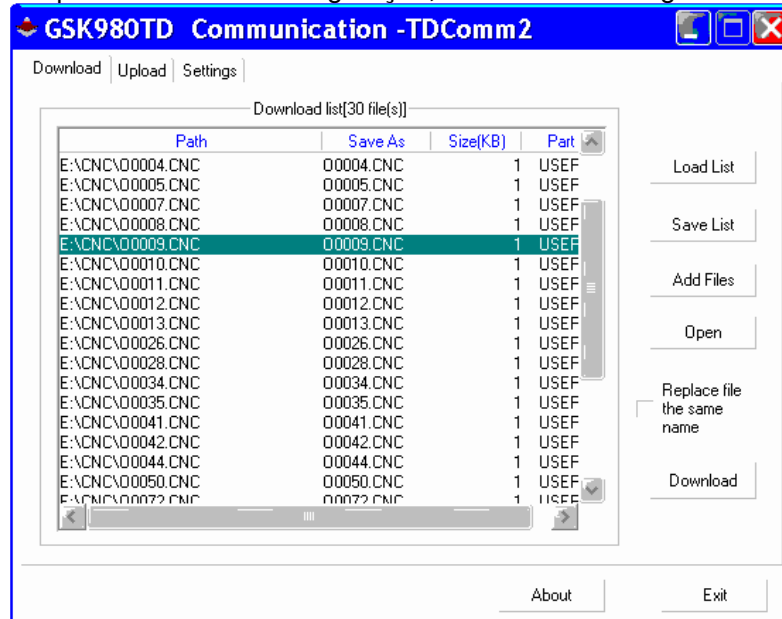 GSK980TD Communication -TDComm2
Download Upload Settings
Download list[30 file(s)]
Path Save As Size(KB) Part
E:\CNC\O0004.CNC O0004.CNC 1 USEF
E:\CNC\O0005.CNC O0005.CNC 1 USEF
E:\CNC\O0007.CNC O0007.CNC 1 USEF
E:\CNC\O0008.CNC O0008.CNC 1 USEF
E:\CNC\O0009.CNC O0009.CNC 1 USEF
E:\CNC\O0010.CNC O0010.CNC 1 USEF
E:\CNC\O0011.CNC O0011.CNC 1 USEF
E:\CNC\O0012.CNC O0012.CNC 1 USEF
E:\CNC\O0013.CNC O0013.CNC 1 USEF
E:\CNC\O0026.CNC O0026.CNC 1 USEF
E:\CNC\O0028.CNC O0028.CNC 1 USEF
E:\CNC\O0034.CNC O0034.CNC 1 USEF
E:\CNC\O0035.CNC O0035.CNC 1 USEF
E:\CNC\O0041.CNC O0041.CNC 1 USEF
E:\CNC\O0042.CNC O0042.CNC 1 USEF
E:\CNC\O0044.CNC O0044.CNC 1 USEF
E:\CNC\O0050.CNC O0050.CNC 1 USEF
E:\CNC\O0072.CNC O0072.CNC 1 USEF
Load List
Save List
Add Files
Open
Replace file
the same
name
Download
About Exit